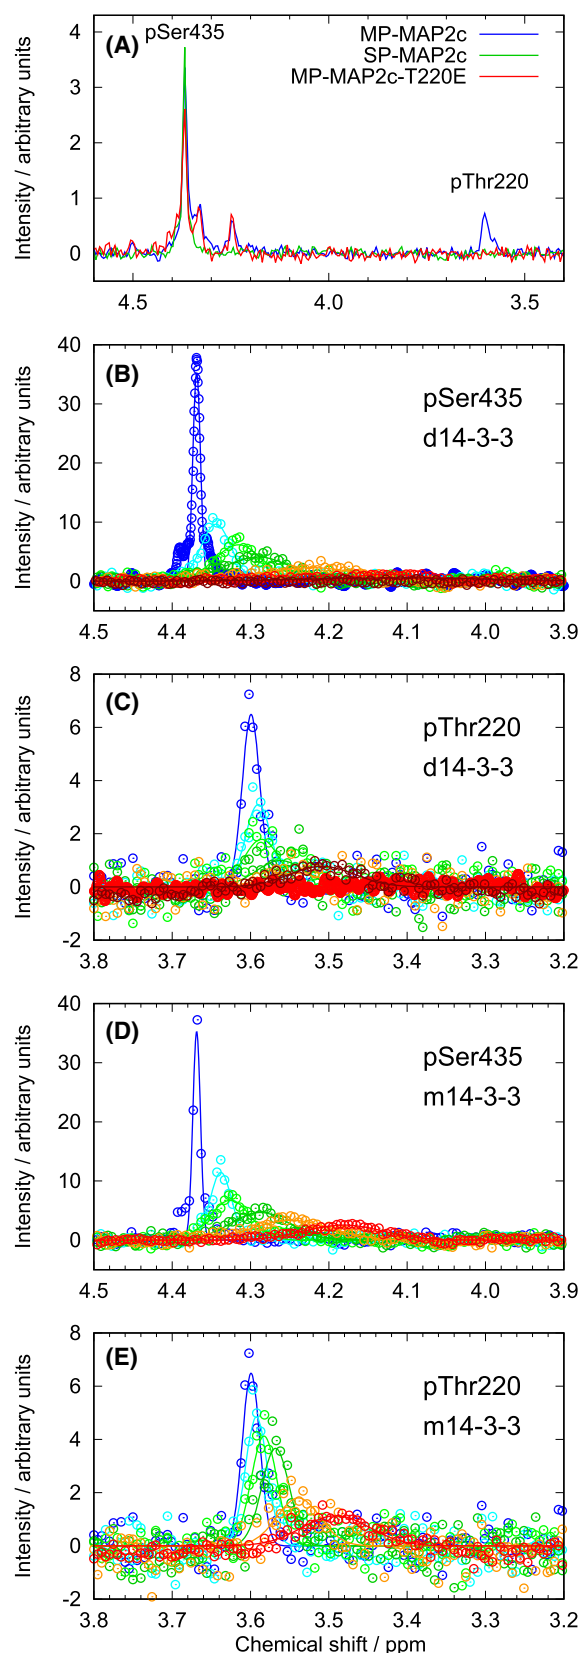 (A)
pSer435
MP-MAP2c
SP-MAP2c
MP-MAP2c-T220E
pThr220
Intensity / arbitrary units
4
3
2
1
0
4.5 4.0 3.5
(B)
pSer435
d14-3-3
Intensity / arbitrary units
40
30
20
10
0
4.5 4.4 4.3 4.2 4.1 4.0 3.9
(C)
pThr220
d14-3-3
Intensity / arbitrary units
8
6
4
2
0
-2
3.8 3.7 3.6 3.5 3.4 3.3 3.2
(D)
pSer435
m14-3-3
Intensity / arbitrary units
40
30
20
10
0
4.5 4.4 4.3 4.2 4.1 4.0 3.9
(E)
pThr220
m14-3-3
Intensity / arbitrary units
8
6
4
2
0
-2
3.8 3.7 3.6 3.5 3.4 3.3 3.2
Chemical shift / ppm